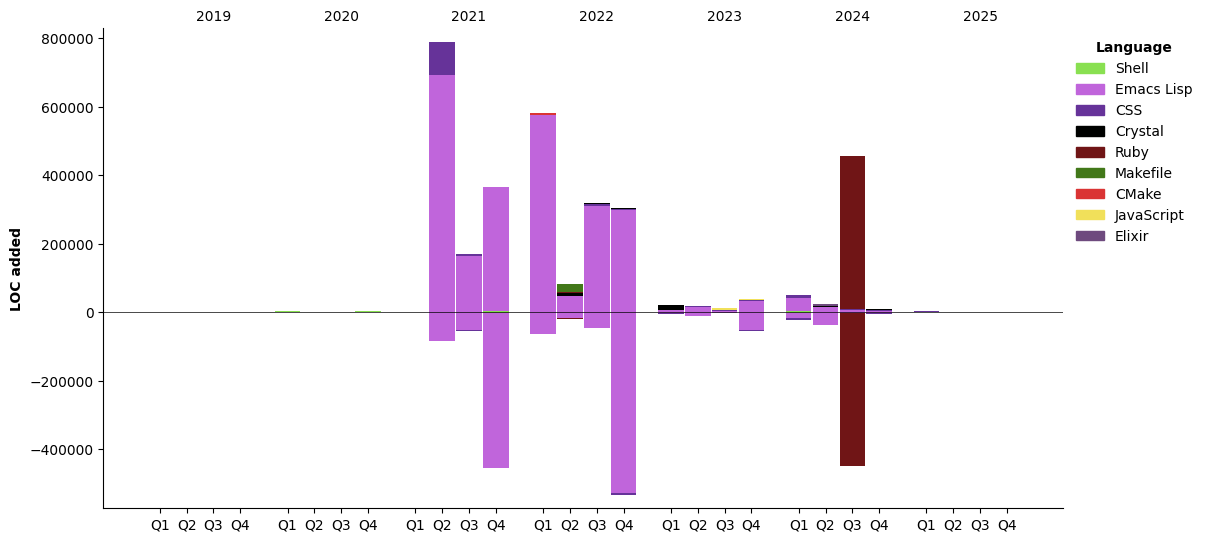 2019 2020 2021 2022 2023 2024 2025
800000
600000
400000
200000
0
−200000
−400000
LOC added
Q1 Q2 Q3 Q4 Q1 Q2 Q3 Q4 Q1 Q2 Q3 Q4 Q1 Q2 Q3 Q4 Q1 Q2 Q3 Q4 Q1 Q2 Q3 Q4 Q1 Q2 Q3 Q4
Language
Shell
Emacs Lisp
CSS
Crystal
Ruby
Makefile
CMake
JavaScript
Elixir